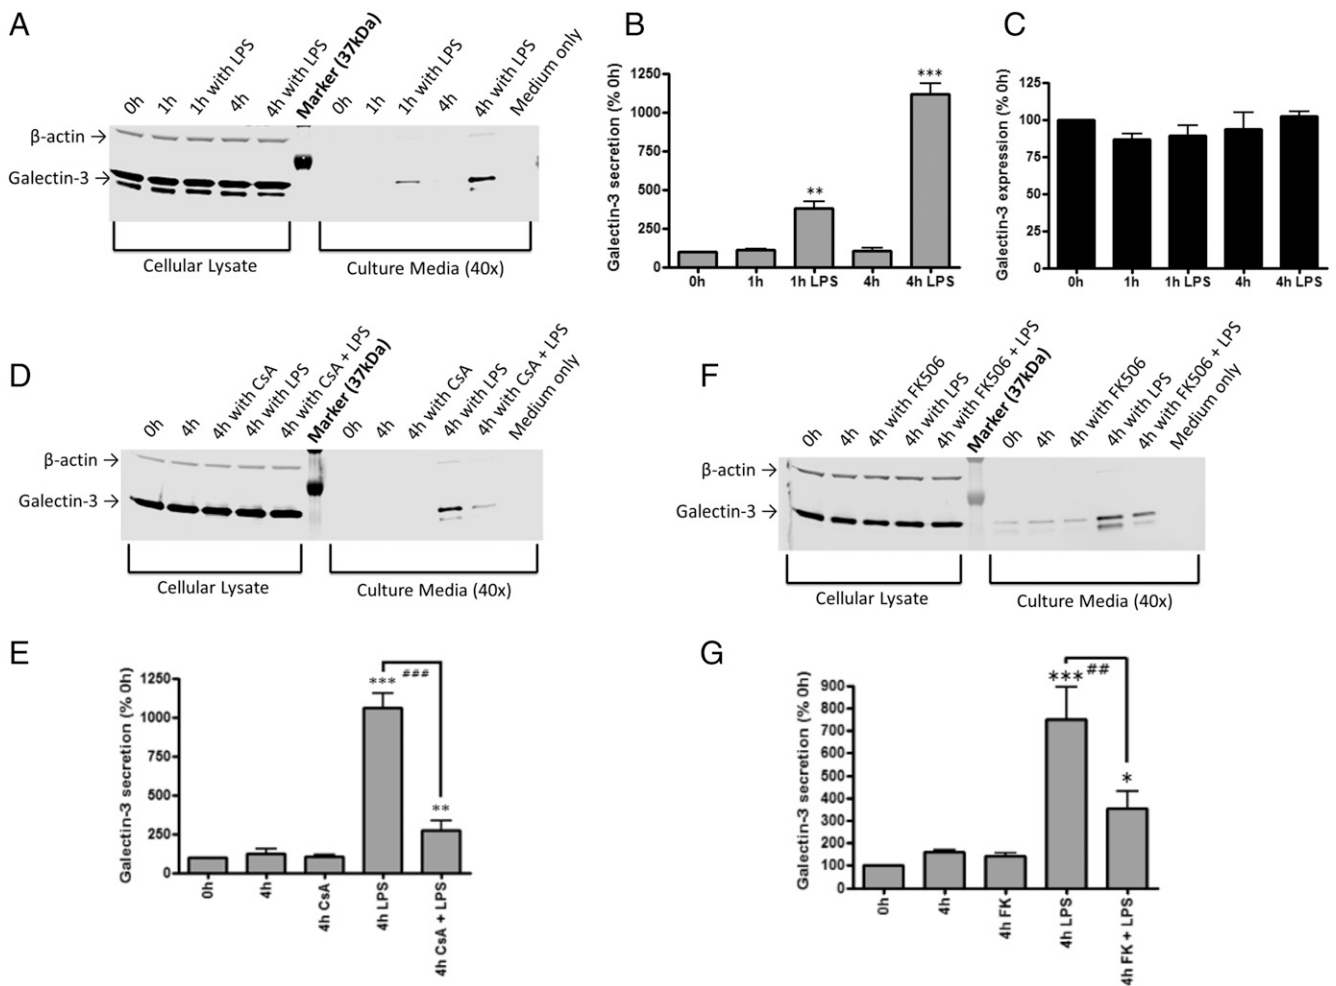 A
0h
1h
1h with LPS
4h
4h with LPS
Marker (37kDa)
0h
1h
1h with LPS
4h
4h with LPS
Medium only
β-actin →
Galectin-3 →
Cellular Lysate
Culture Media (40x)
B
Galectin-3 secretion (% 0h)
1250
1000
750
500
250
0
**
***
0h
1h
1h LPS
4h
4h LPS
C
Galectin-3 expression (% 0h)
125
100
75
50
25
0
0h
1h
1h LPS
4h
4h LPS
D
0h
4h
4h with CsA
4h with LPS
4h with CsA + LPS
Marker (37kDa)
0h
4h
4h with CsA
4h with LPS
4h with CsA + LPS
Medium only
β-actin →
Galectin-3 →
Cellular Lysate
Culture Media (40x)
F
0h
4h
4h with FK506
4h with LPS
4h with FK506 + LPS
Marker (37kDa)
0h
4h
4h with FK506
4h with LPS
4h with FK506 + LPS
Medium only
β-actin →
Galectin-3 →
Cellular Lysate
Culture Media (40x)
E
Galectin-3 secretion (% 0h)
1250
1000
750
500
250
0
***
###
**
0h
4h
4h CsA
4h LPS
4h CsA + LPS
G
Galectin-3 secretion (% 0h)
900
800
700
600
500
400
300
200
100
0
***
##
*
0h
4h
4h FK
4h LPS
4h FK + LPS